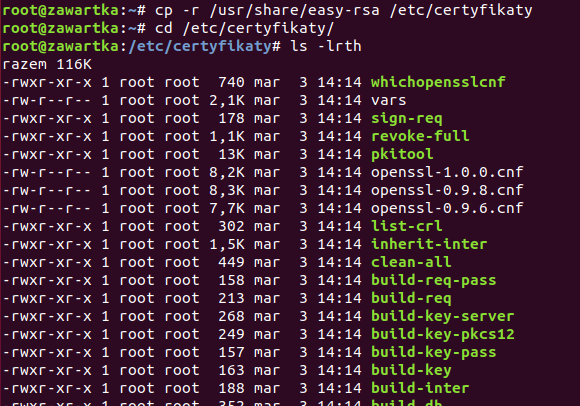 root@zawartka:~# cp -r /usr/share/easy-rsa /etc/certyfikaty
root@zawartka:~# cd /etc/certyfikaty/
root@zawartka:/etc/certyfikaty# ls -lrth
razem 116K
-rwxr-xr-x 1 root root  740 mar  3 14:14 whichopensslcnf
-rw-r--r-- 1 root root 2,1K mar  3 14:14 vars
-rwxr-xr-x 1 root root  178 mar  3 14:14 sign-req
-rwxr-xr-x 1 root root 1,1K mar  3 14:14 revoke-full
-rwxr-xr-x 1 root root  13K mar  3 14:14 pkitool
-rw-r--r-- 1 root root 8,2K mar  3 14:14 openssl-1.0.0.cnf
-rw-r--r-- 1 root root 8,3K mar  3 14:14 openssl-0.9.8.cnf
-rw-r--r-- 1 root root 7,7K mar  3 14:14 openssl-0.9.6.cnf
-rwxr-xr-x 1 root root  302 mar  3 14:14 list-crl
-rwxr-xr-x 1 root root 1,5K mar  3 14:14 inherit-inter
-rwxr-xr-x 1 root root  449 mar  3 14:14 clean-all
-rwxr-xr-x 1 root root  158 mar  3 14:14 build-req-pass
-rwxr-xr-x 1 root root  213 mar  3 14:14 build-req
-rwxr-xr-x 1 root root  268 mar  3 14:14 build-key-server
-rwxr-xr-x 1 root root  249 mar  3 14:14 build-key-pkcs12
-rwxr-xr-x 1 root root  157 mar  3 14:14 build-key-pass
-rwxr-xr-x 1 root root  163 mar  3 14:14 build-key
-rwxr-xr-x 1 root root  188 mar  3 14:14 build-inter
-rwxr-xr-x 1 root root  352 mar  3 14:14 build-dh